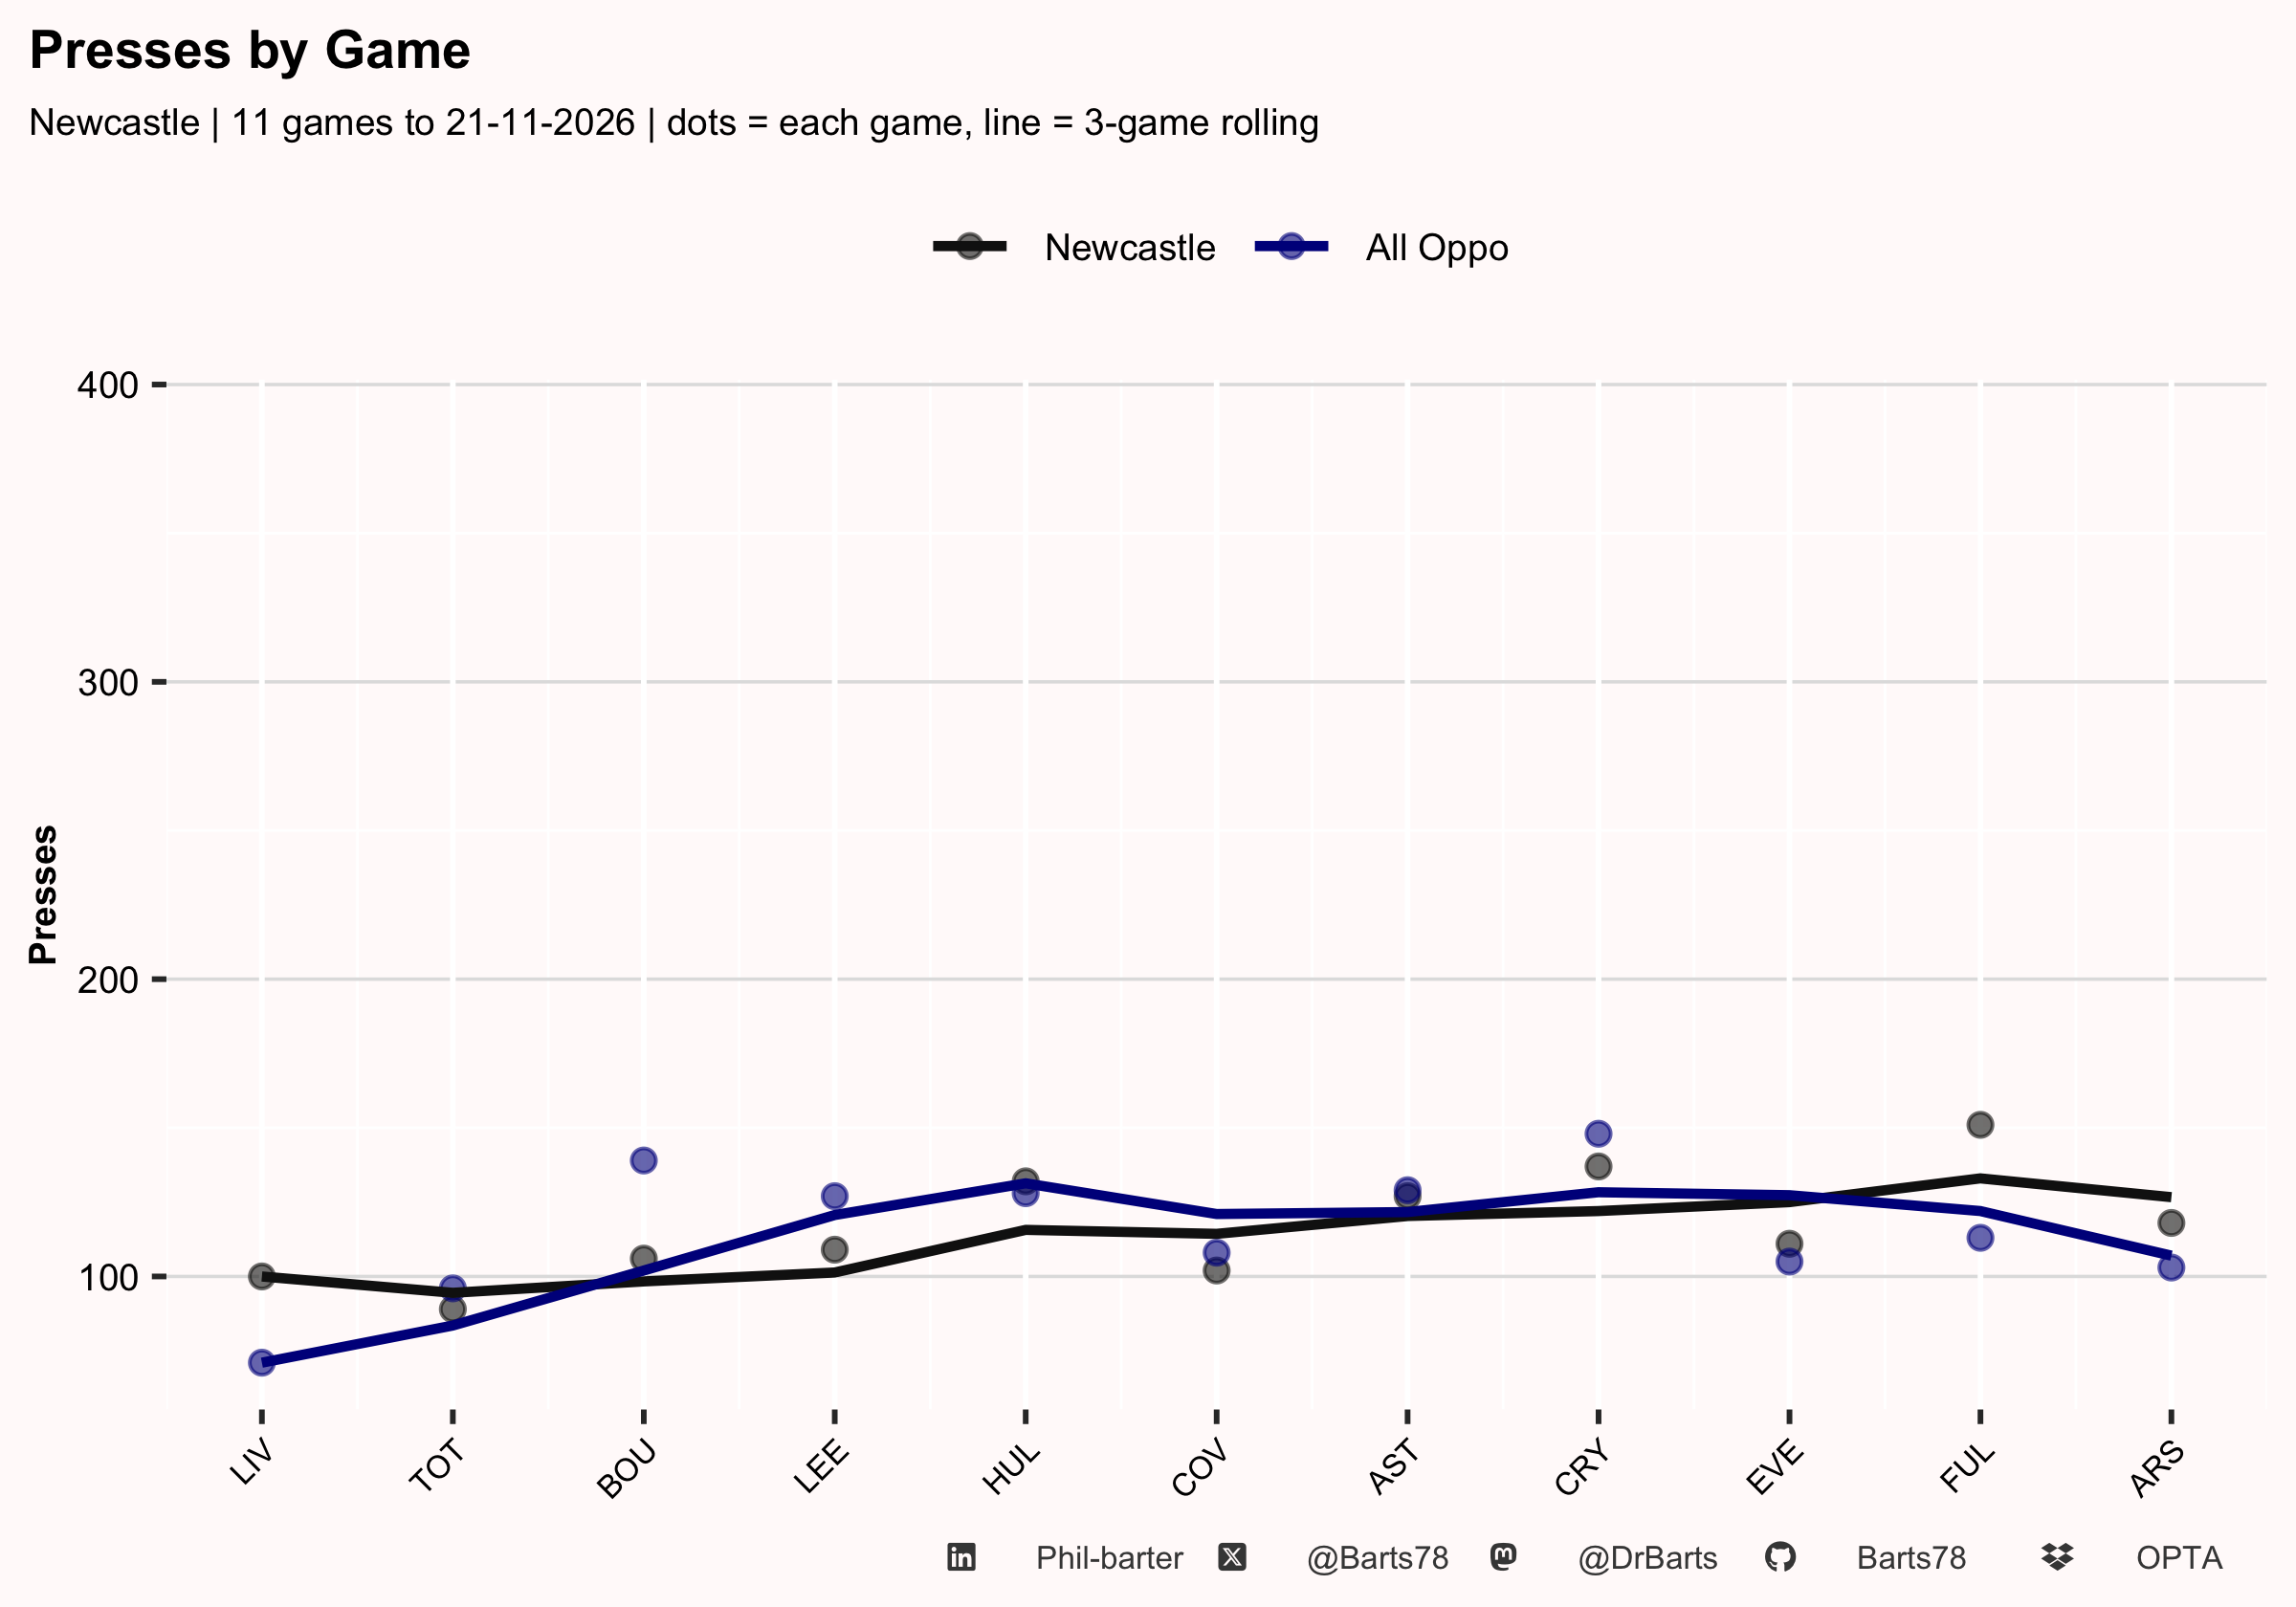 Presses by Game
Newcastle | 11 games to 21-11-2026 | dots = each game, line = 3-game rolling
Newcastle All Oppo
400
300
200
100
Presses
LIV TOT BOU LEE HUL COV AST CRY EVE FUL ARS
Phil-barter @Barts78 @DrBarts Barts78 OPTA